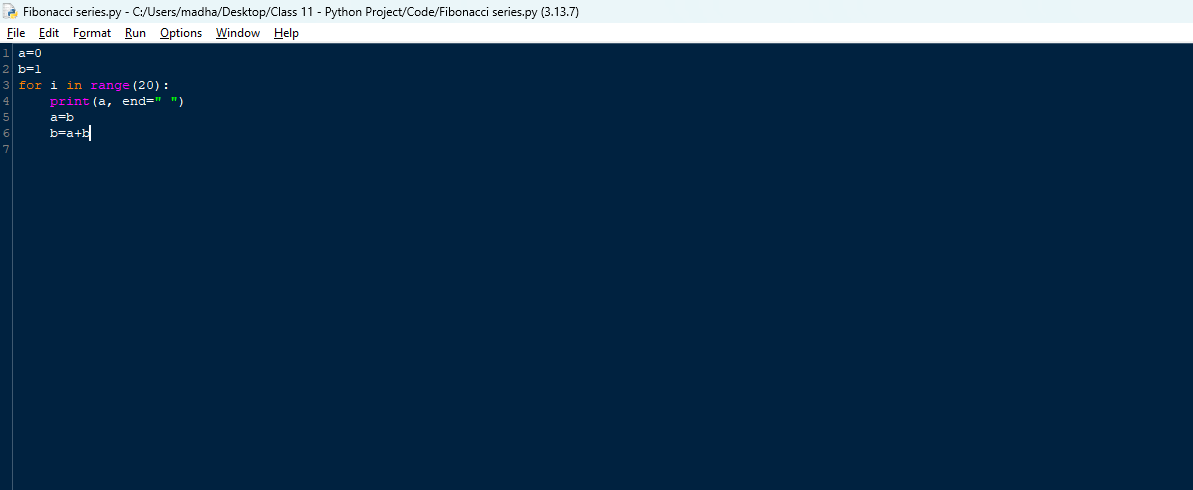 Fibonacci series.py - C:/Users/madha/Desktop/Class 11 - Python Project/Code/Fibonacci series.py (3.13.7)
File Edit Format Run Options Window Help
1 a=0
2 b=1
3 for i in range(20):
4     print(a, end=" ")
5     a=b
6     b=a+b
7